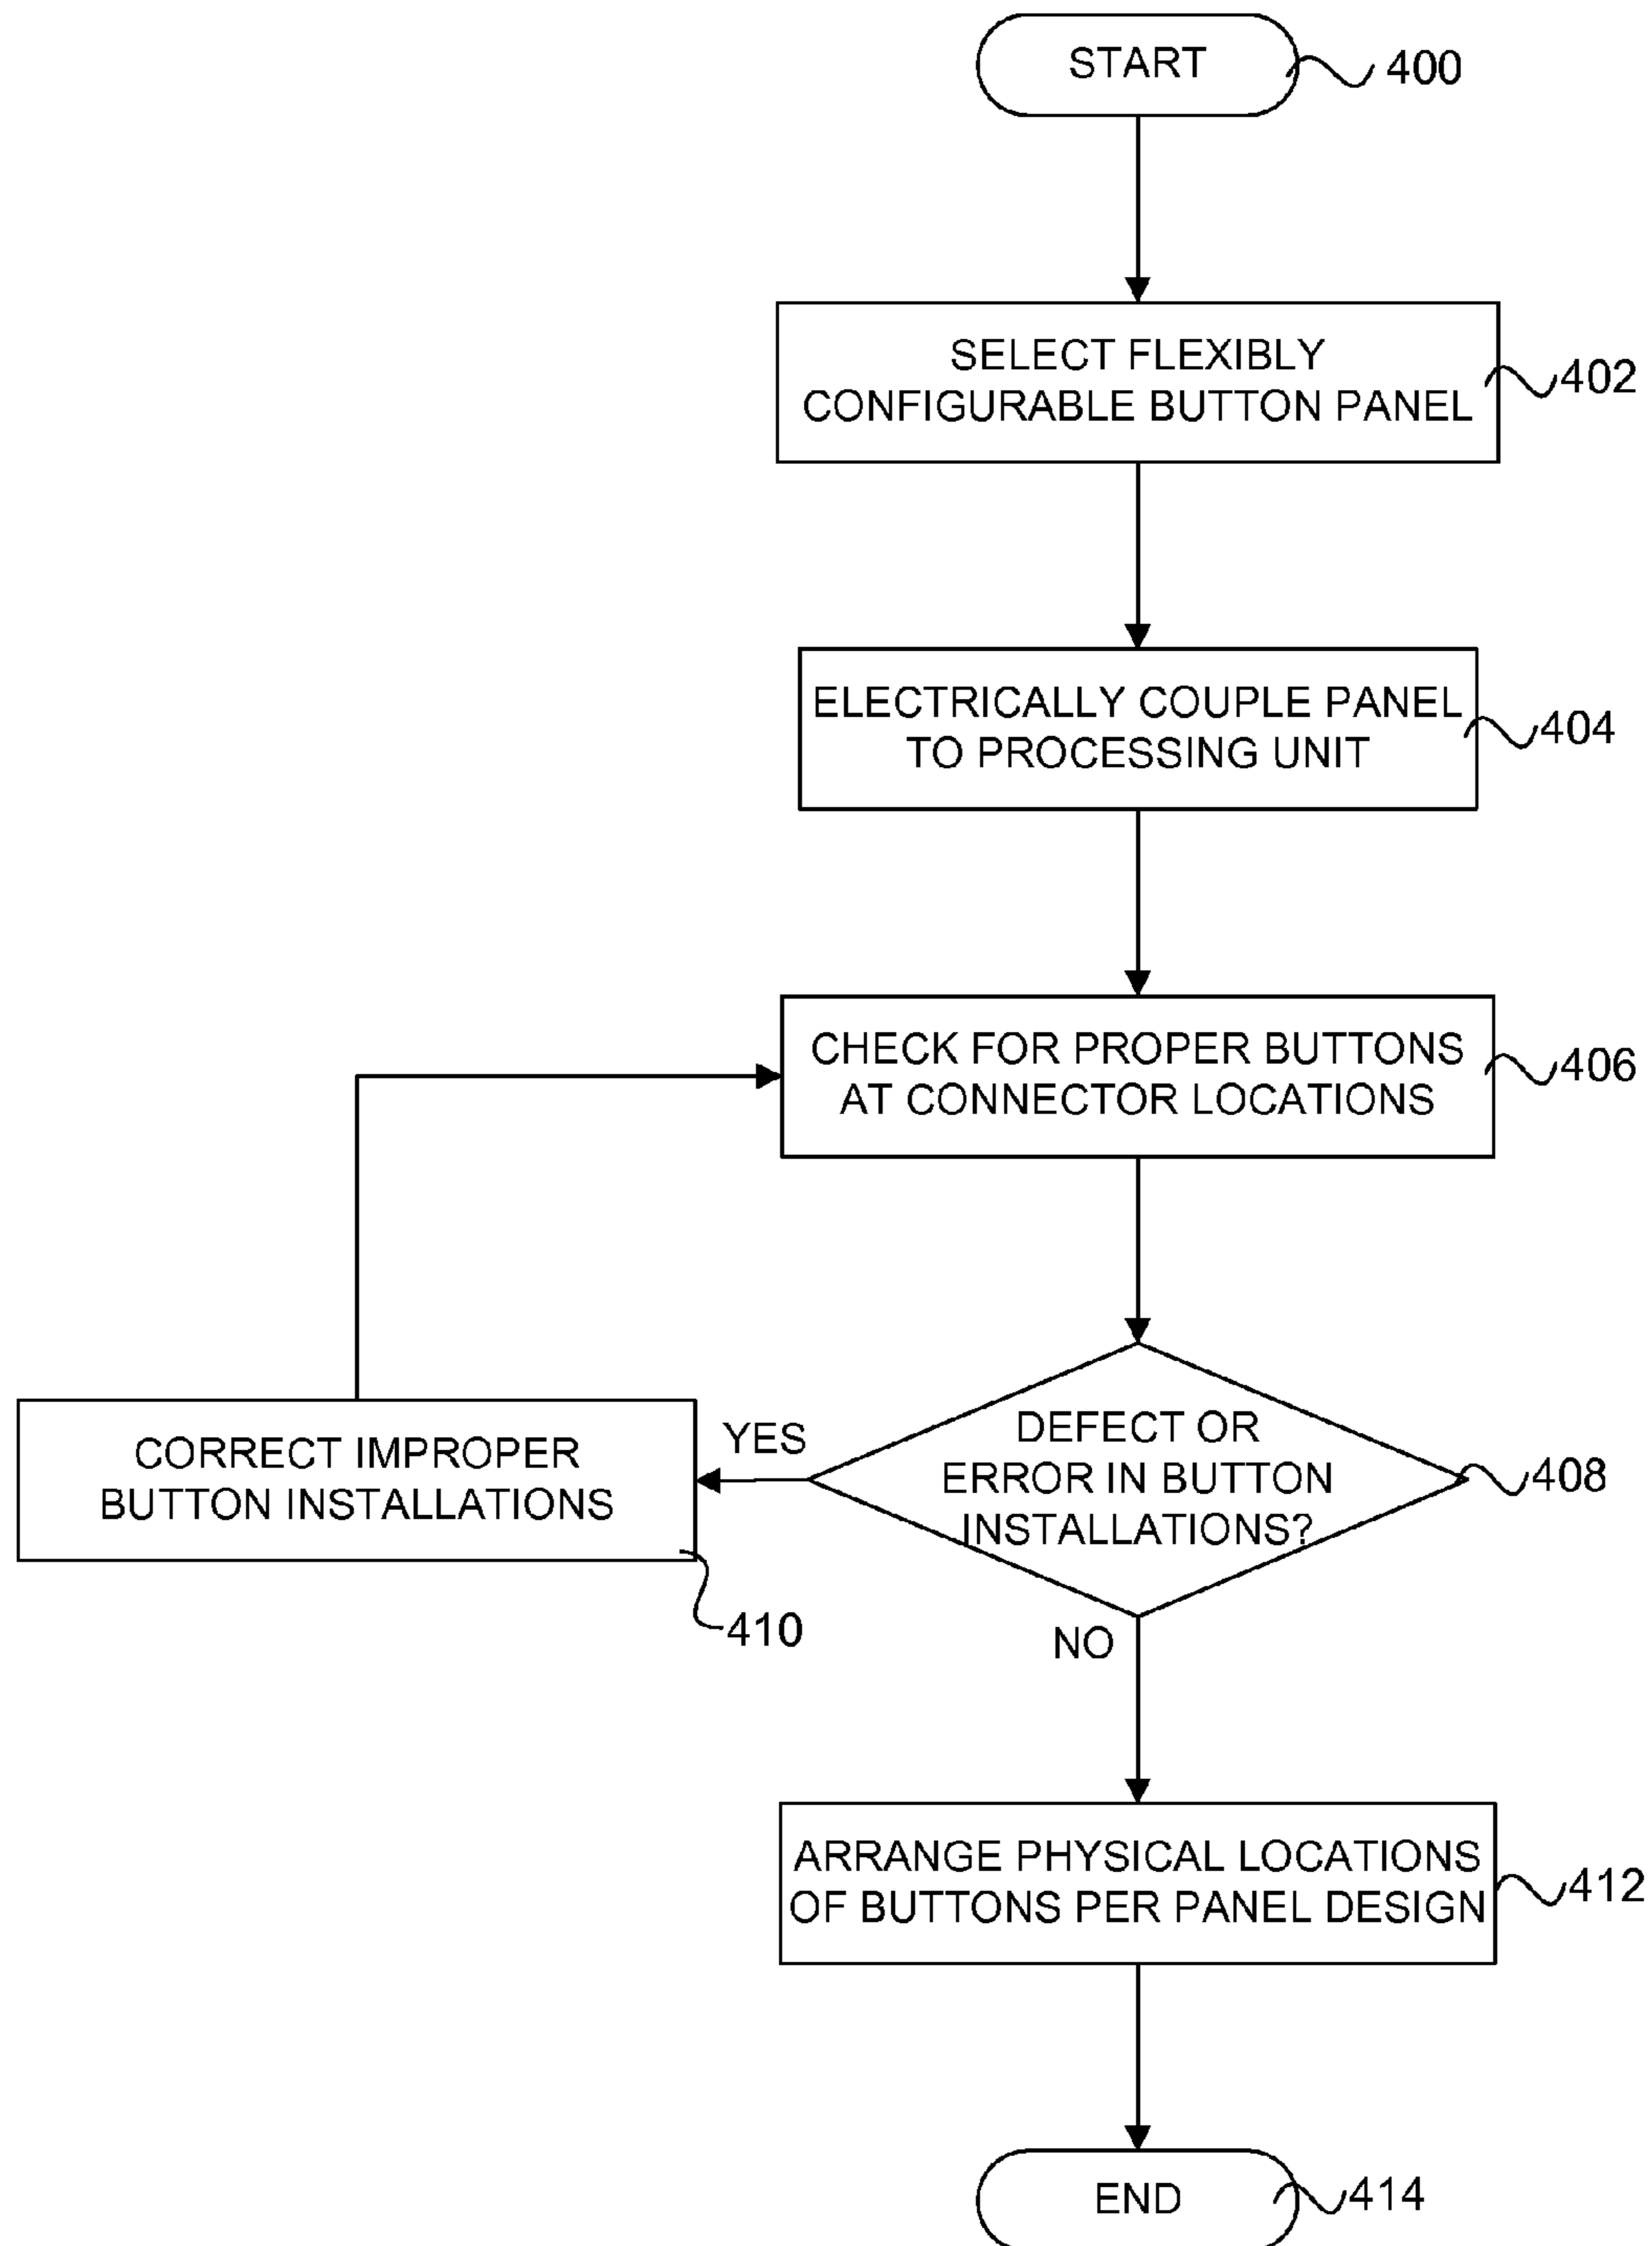 START
400
SELECT FLEXIBLY
CONFIGURABLE BUTTON PANEL
402
ELECTRICALLY COUPLE PANEL
TO PROCESSING UNIT
404
CHECK FOR PROPER BUTTONS
AT CONNECTOR LOCATIONS
406
DEFECT OR
ERROR IN BUTTON
INSTALLATIONS?
408
YES
CORRECT IMPROPER
BUTTON INSTALLATIONS
410
NO
ARRANGE PHYSICAL LOCATIONS
OF BUTTONS PER PANEL DESIGN
412
END
414